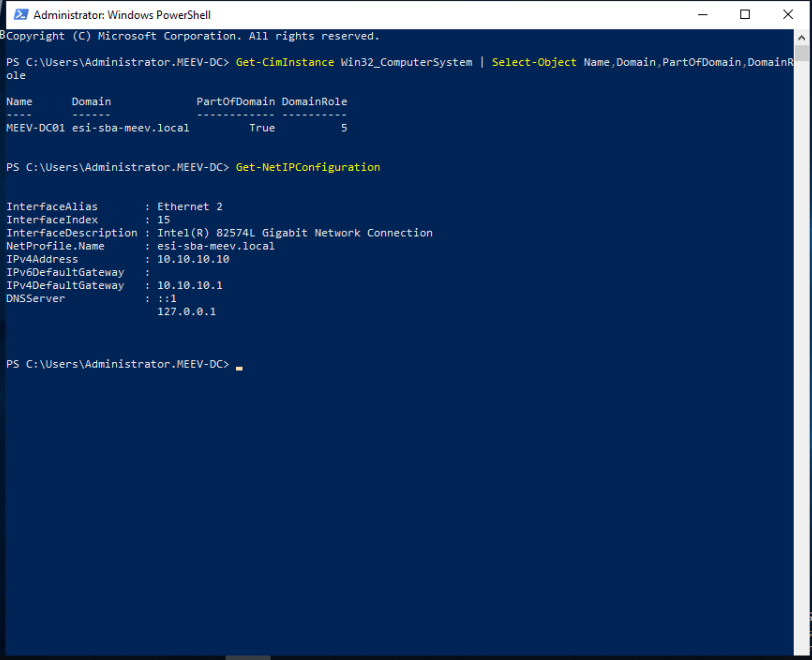 Administrator: Windows PowerShell
Copyright (C) Microsoft Corporation. All rights reserved.
PS C:\Users\Administrator.MEEV-DC> Get-CimInstance Win32_ComputerSystem | Select-Object Name,Domain,PartOfDomain,DomainR
ole
Name Domain PartOfDomain DomainRole
---- ------ ------------ ----------
MEEV-DC01 esi-sba-meev.local True 5
PS C:\Users\Administrator.MEEV-DC> Get-NetIPConfiguration
InterfaceAlias : Ethernet 2
InterfaceIndex : 15
InterfaceDescription : Intel(R) 82574L Gigabit Network Connection
NetProfile.Name : esi-sba-meev.local
IPv4Address : 10.10.10.10
IPv6DefaultGateway :
IPv4DefaultGateway : 10.10.10.1
DNSServer : ::1
127.0.0.1
PS C:\Users\Administrator.MEEV-DC>